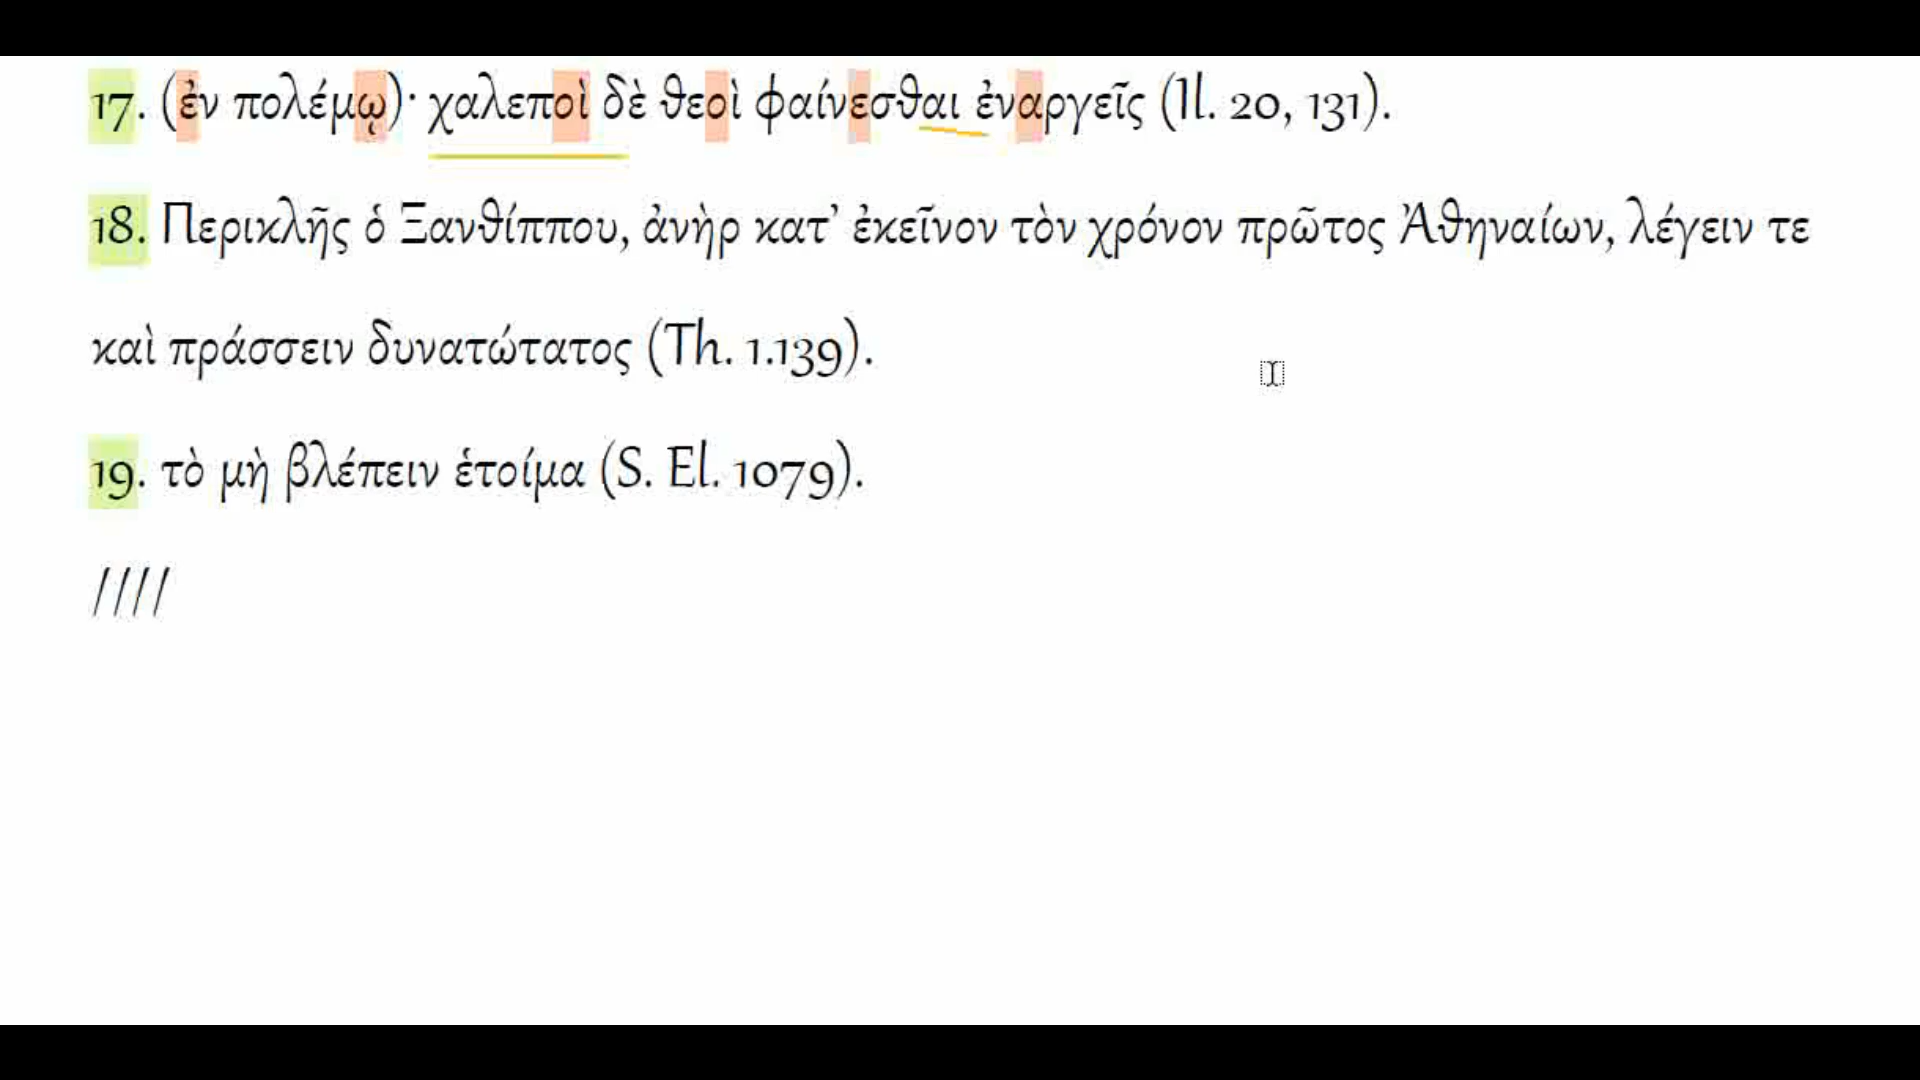 17. (ἐν πολέμῳ)· χαλεποὶ δὲ θεοὶ φαίνεσθαι ἐναργεῖς (Il. 20, 131).
18. Περικλῆς ὁ Ξανθίππου, ἀνὴρ κατ’ ἐκεῖνον τὸν χρόνον πρῶτος Ἀθηναίων, λέγειν τε
καὶ πράσσειν δυνατώτατος (Th. 1.139).
19. τὸ μὴ βλέπειν ἑτοίμα (S. El. 1079).
////